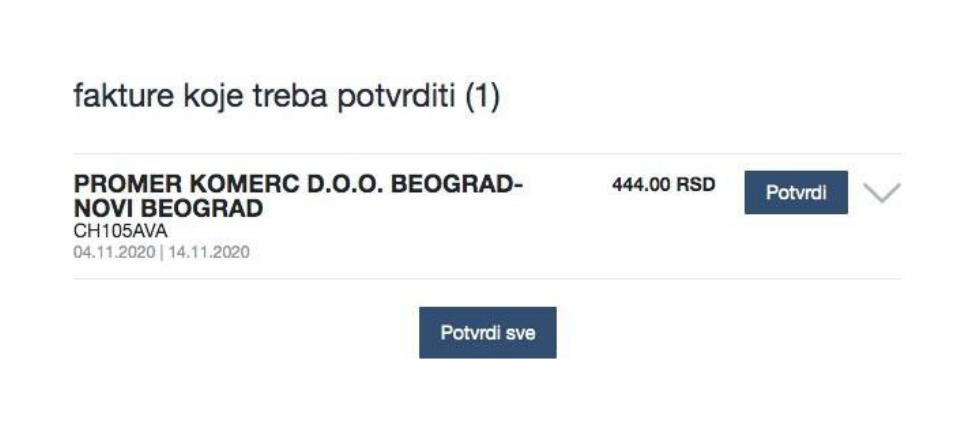 fakture koje treba potvrditi (1)
PROMER KOMERC D.O.O. BEOGRAD-
NOVI BEOGRAD
CH105AVA
04.11.2020 | 14.11.2020
444.00 RSD
Potvrdi
Potvrdi sve